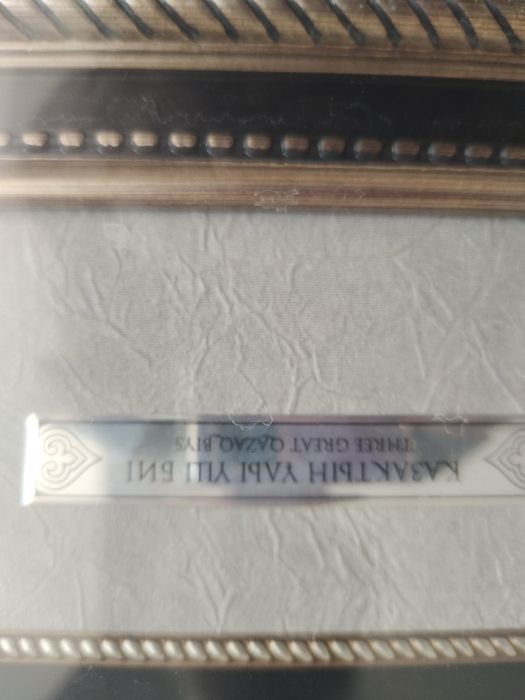 ҚАЗАҚТЫҢ ҰЛЫ ҮШ БИІ
THREE GREAT QAZAQ BIYS